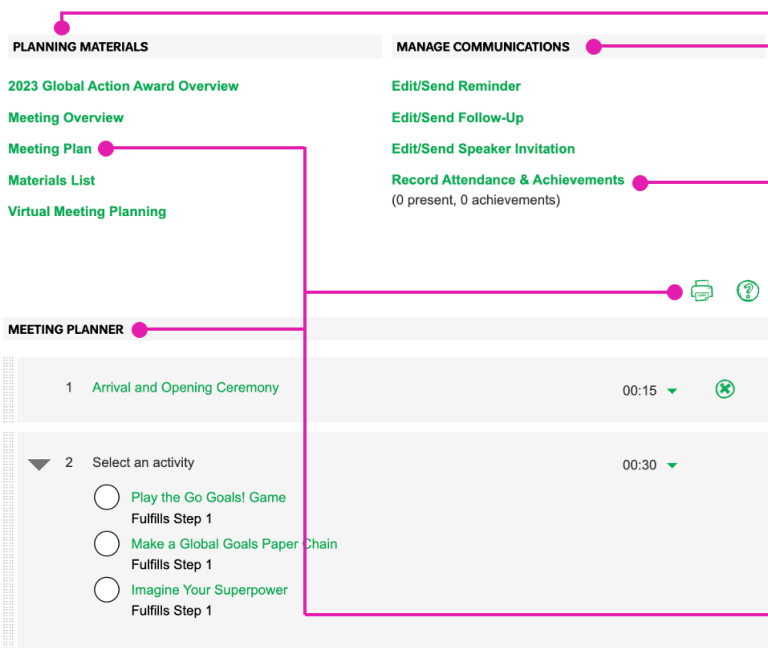 PLANNING MATERIALS
2023 Global Action Award Overview
Meeting Overview
Meeting Plan
Materials List
Virtual Meeting Planning
MANAGE COMMUNICATIONS
Edit/Send Reminder
Edit/Send Follow-Up
Edit/Send Speaker Invitation
Record Attendance & Achievements
(0 present, 0 achievements)
?
MEETING PLANNER
1 Arrival and Opening Ceremony 00:15
2 Select an activity 00:30
Play the Go Goals! Game
Fulfills Step 1
Make a Global Goals Paper Chain
Fulfills Step 1
Imagine Your Superpower
Fulfills Step 1